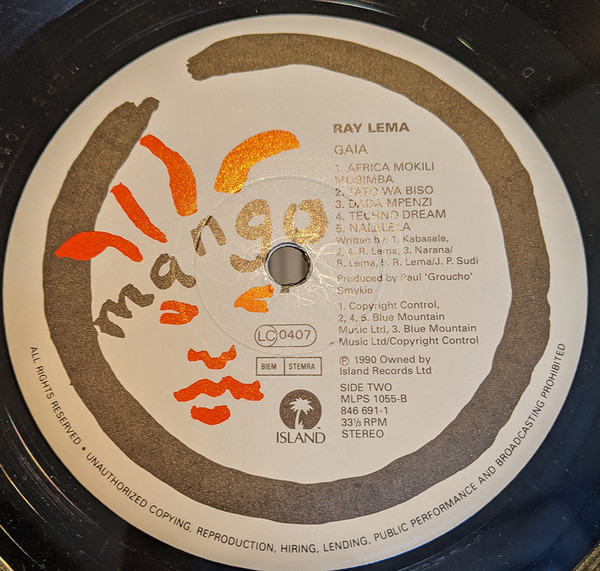 RAY LEMA
GAIA
1. AFRICA MOKILI
MOBIMBA
2. TATO WA BISO
3. DADA MPENZI
4. TECHNO DREAM
5. NALELELA
Written by: 1. Kabasele,
2, 4. R. Lema, 3. Narana/
R. Lema, 5. R. Lema/J. P. Sudi
Produced by Paul 'Groucho'
Smykie
1. Copyright Control,
2, 4, 5. Blue Mountain
Music Ltd, 3. Blue Mountain
Music Ltd/Copyright Control
℗ 1990 Owned by
Island Records Ltd
SIDE TWO
MLPS 1055-B
846 691-1
33⅓ RPM
STEREO
mango
LC 0407
BIEM STEMRA
ISLAND
ALL RIGHTS RESERVED • UNAUTHORIZED COPYING, REPRODUCTION, HIRING, LENDING, PUBLIC PERFORMANCE AND BROADCASTING PROHIBITED